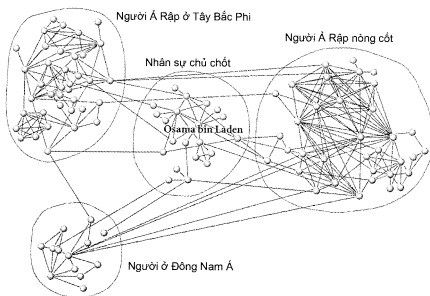 Người Á Rập ở Tây Bắc Phi
Người Á Rập nòng cốt
Nhân sự chủ chốt
Osama bin Laden
Người ở Đông Nam Á